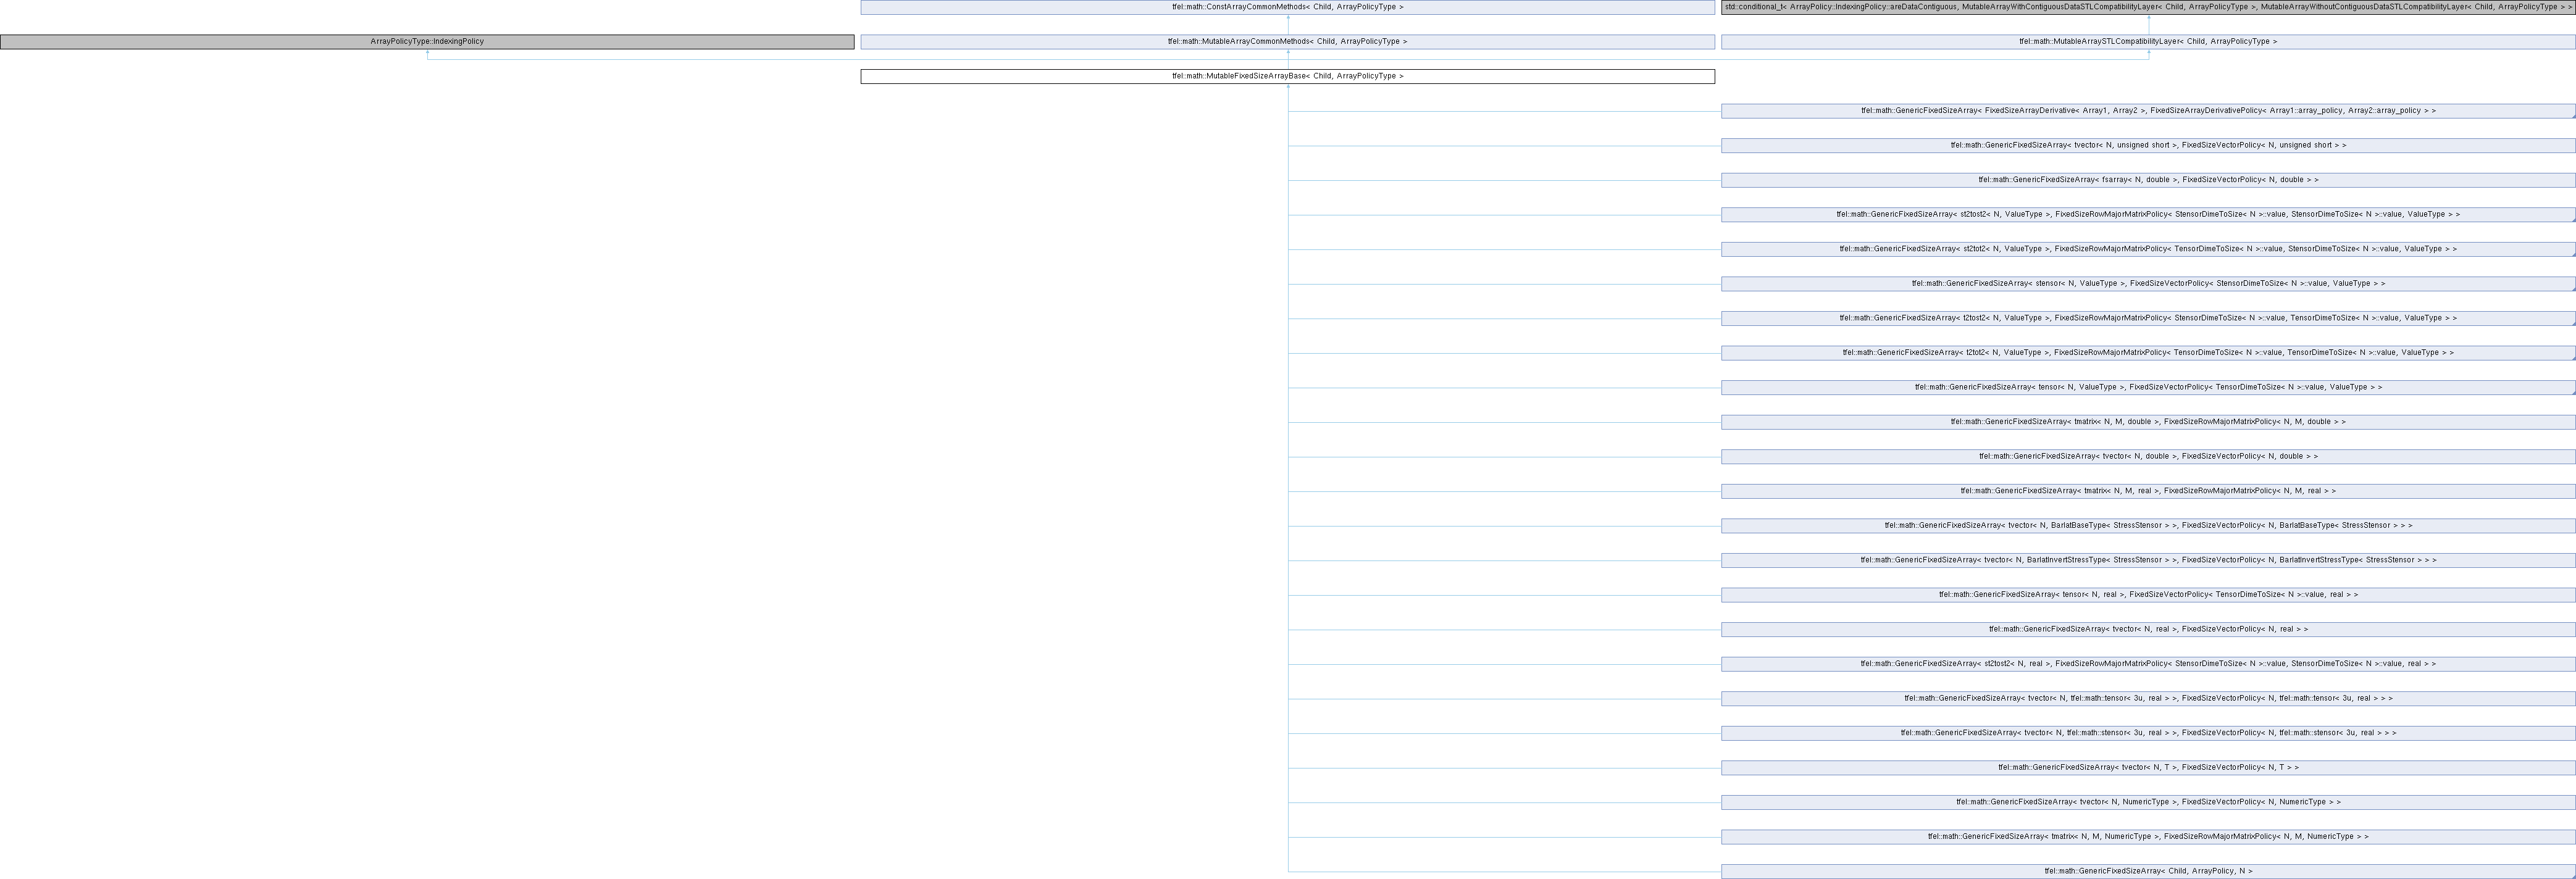 tfel::math::ConstArrayCommonMethods< Child, ArrayPolicyType >
std::conditional_t< ArrayPolicy::IndexingPolicy::areDataContiguous, MutableArrayWithContiguousDataSTLCompatibilityLayer< Child, ArrayPolicyType >, MutableArrayWithoutContiguousDataSTLCompatibilityLayer< Child, ArrayPolicyType > >
ArrayPolicyType::IndexingPolicy
tfel::math::MutableArrayCommonMethods< Child, ArrayPolicyType >
tfel::math::MutableArraySTLCompatibilityLayer< Child, ArrayPolicyType >
tfel::math::MutableFixedSizeArrayBase< Child, ArrayPolicyType >
tfel::math::GenericFixedSizeArray< FixedSizeArrayDerivative< Array1, Array2 >, FixedSizeArrayDerivativePolicy< Array1::array_policy, Array2::array_policy > >
tfel::math::GenericFixedSizeArray< tvector< N, unsigned short >, FixedSizeVectorPolicy< N, unsigned short > >
tfel::math::GenericFixedSizeArray< fsarray< N, double >, FixedSizeVectorPolicy< N, double > >
tfel::math::GenericFixedSizeArray< st2tost2< N, ValueType >, FixedSizeRowMajorMatrixPolicy< StensorDimeToSize< N >::value, StensorDimeToSize< N >::value, ValueType > >
tfel::math::GenericFixedSizeArray< st2tot2< N, ValueType >, FixedSizeRowMajorMatrixPolicy< TensorDimeToSize< N >::value, StensorDimeToSize< N >::value, ValueType > >
tfel::math::GenericFixedSizeArray< stensor< N, ValueType >, FixedSizeVectorPolicy< StensorDimeToSize< N >::value, ValueType > >
tfel::math::GenericFixedSizeArray< t2tost2< N, ValueType >, FixedSizeRowMajorMatrixPolicy< StensorDimeToSize< N >::value, TensorDimeToSize< N >::value, ValueType > >
tfel::math::GenericFixedSizeArray< t2tot2< N, ValueType >, FixedSizeRowMajorMatrixPolicy< TensorDimeToSize< N >::value, TensorDimeToSize< N >::value, ValueType > >
tfel::math::GenericFixedSizeArray< tensor< N, ValueType >, FixedSizeVectorPolicy< TensorDimeToSize< N >::value, ValueType > >
tfel::math::GenericFixedSizeArray< tmatrix< N, M, double >, FixedSizeRowMajorMatrixPolicy< N, M, double > >
tfel::math::GenericFixedSizeArray< tvector< N, double >, FixedSizeVectorPolicy< N, double > >
tfel::math::GenericFixedSizeArray< tmatrix< N, M, real >, FixedSizeRowMajorMatrixPolicy< N, M, real > >
tfel::math::GenericFixedSizeArray< tvector< N, BarlatBaseType< StressStensor > >, FixedSizeVectorPolicy< N, BarlatBaseType< StressStensor > > >
tfel::math::GenericFixedSizeArray< tvector< N, BarlatInvertStressType< StressStensor > >, FixedSizeVectorPolicy< N, BarlatInvertStressType< StressStensor > > >
tfel::math::GenericFixedSizeArray< tensor< N, real >, FixedSizeVectorPolicy< TensorDimeToSize< N >::value, real > >
tfel::math::GenericFixedSizeArray< tvector< N, real >, FixedSizeVectorPolicy< N, real > >
tfel::math::GenericFixedSizeArray< st2tost2< N, real >, FixedSizeRowMajorMatrixPolicy< StensorDimeToSize< N >::value, StensorDimeToSize< N >::value, real > >
tfel::math::GenericFixedSizeArray< tvector< N, tfel::math::tensor< 3u, real > >, FixedSizeVectorPolicy< N, tfel::math::tensor< 3u, real > > >
tfel::math::GenericFixedSizeArray< tvector< N, tfel::math::stensor< 3u, real > >, FixedSizeVectorPolicy< N, tfel::math::stensor< 3u, real > > >
tfel::math::GenericFixedSizeArray< tvector< N, T >, FixedSizeVectorPolicy< N, T > >
tfel::math::GenericFixedSizeArray< tvector< N, NumericType >, FixedSizeVectorPolicy< N, NumericType > >
tfel::math::GenericFixedSizeArray< tmatrix< N, M, NumericType >, FixedSizeRowMajorMatrixPolicy< N, M, NumericType > >
tfel::math::GenericFixedSizeArray< Child, ArrayPolicy, N >